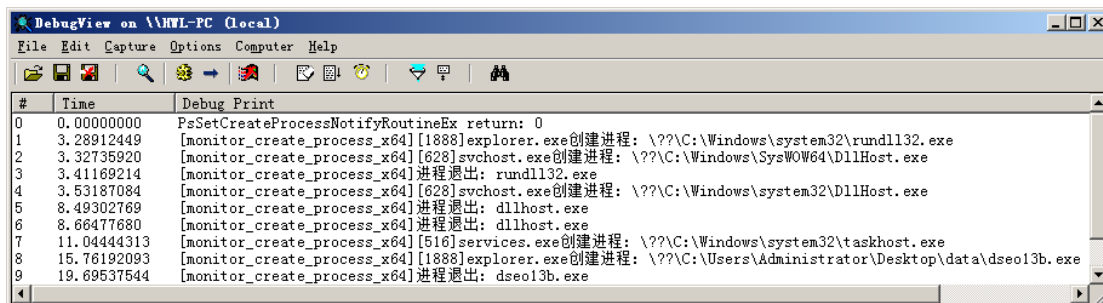 DebugView on \\HWL-PC (local)
File Edit Capture Options Computer Help
# Time Debug Print
0 0.00000000 PsSetCreateProcessNotifyRoutineEx return: 0
1 3.28912449 [monitor_create_process_x64][1888]explorer.exe创建进程: \??\C:\Windows\system32\rundll32.exe
2 3.32735920 [monitor_create_process_x64][628]svchost.exe创建进程: \??\C:\Windows\SysWOW64\DllHost.exe
3 3.41169214 [monitor_create_process_x64]进程退出: rundll32.exe
4 3.53187084 [monitor_create_process_x64][628]svchost.exe创建进程: \??\C:\Windows\system32\DllHost.exe
5 8.49302769 [monitor_create_process_x64]进程退出: dllhost.exe
6 8.66477680 [monitor_create_process_x64]进程退出: dllhost.exe
7 11.04444313 [monitor_create_process_x64][516]services.exe创建进程: \??\C:\Windows\system32\taskhost.exe
8 15.76192093 [monitor_create_process_x64][1888]explorer.exe创建进程: \??\C:\Users\Administrator\Desktop\data\dseo13b.exe
9 19.69537544 [monitor_create_process_x64]进程退出: dseo13b.exe